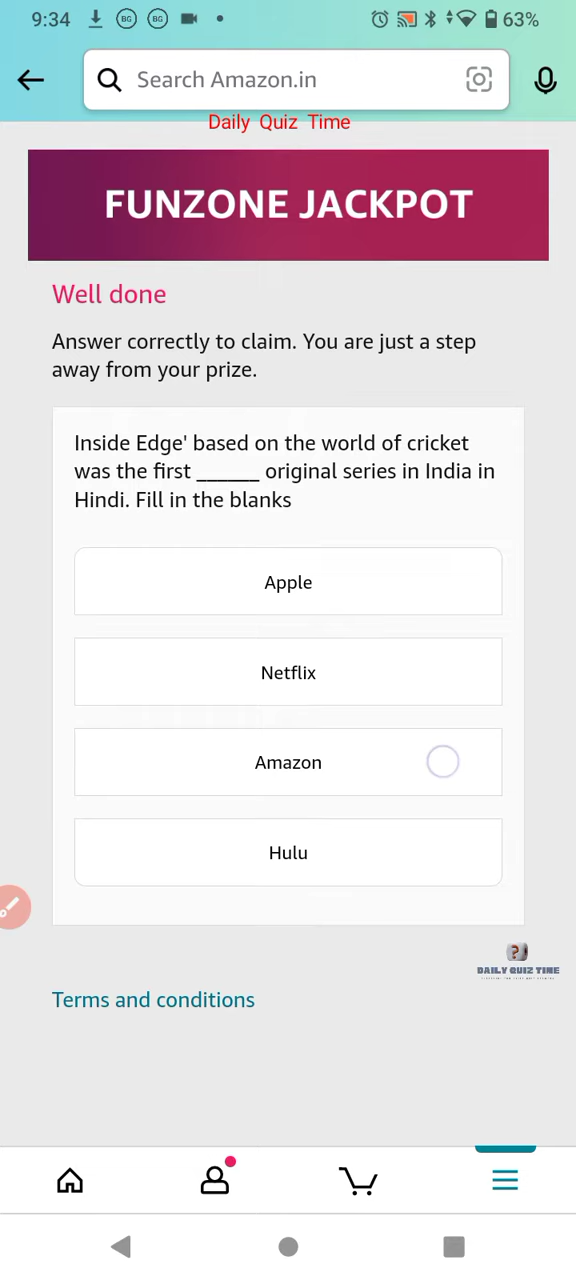 9:34 BG BG 63%
Search Amazon.in
Daily Quiz Time
FUNZONE JACKPOT
Well done
Answer correctly to claim. You are just a step
away from your prize.
Inside Edge' based on the world of cricket
was the first ______ original series in India in
Hindi. Fill in the blanks
Apple
Netflix
Amazon
Hulu
DAILY QUIZ TIME
Terms and conditions